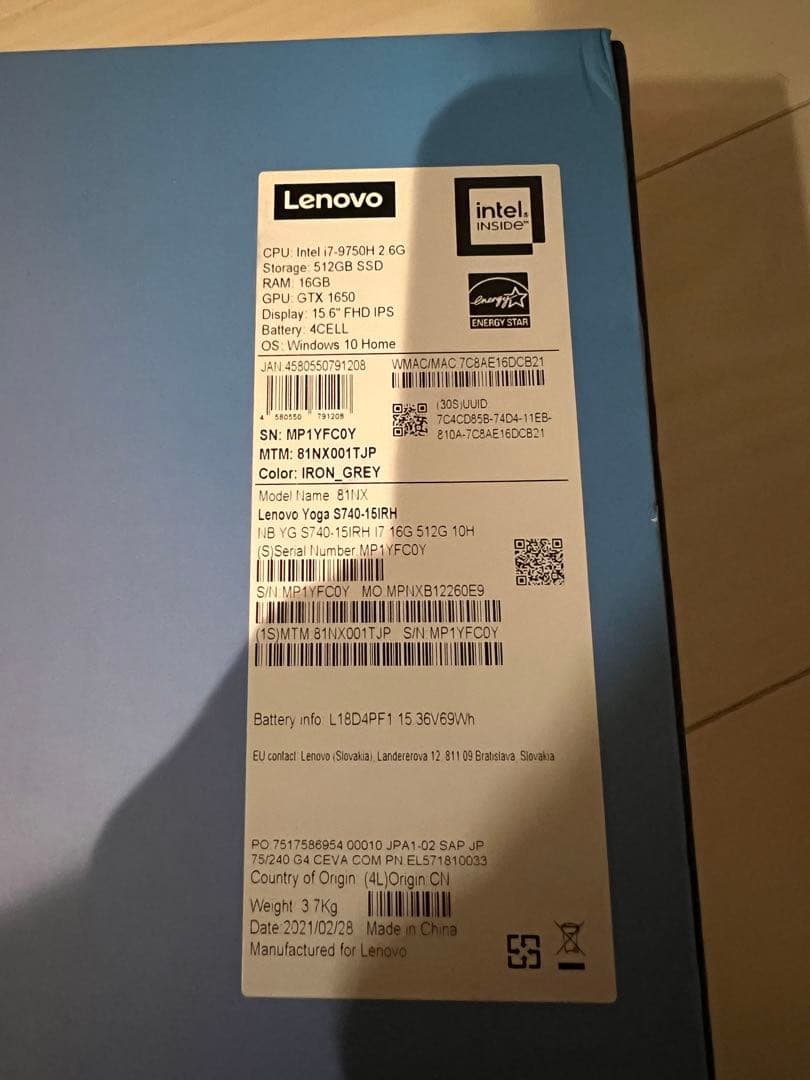 Lenovo
intel.
INSIDE™
energy
ENERGY STAR
CPU: Intel i7-9750H 2.6G
Storage: 512GB SSD
RAM: 16GB
GPU: GTX 1650
Display: 15.6" FHD IPS
Battery: 4CELL
OS: Windows 10 Home
JAN:4580550791208
WMAC/MAC:7C8AE16DCB21
4 580550 791208
(30S)UUID
7C4CD85B-74D4-11EB-
810A-7C8AE16DCB21
SN: MP1YFC0Y
MTM: 81NX001TJP
Color: IRON_GREY
Model Name: 81NX
Lenovo Yoga S740-15IRH
NB YG S740-15IRH I7 16G 512G 10H
(S)Serial Number:MP1YFC0Y
S/N MP1YFC0Y MO MPNXB12260E9
(1S)MTM 81NX001TJP S/N MP1YFC0Y
Battery info: L18D4PF1 15.36V69Wh
EU contact: Lenovo (Slovakia), Landererova 12, 811 09 Bratislava, Slovakia
PO:7517586954 00010 JPA1-02 SAP JP
75/240 G4 CEVA COM PN:EL571810033
Country of Origin: (4L)Origin:CN
Weight: 3.7Kg
Date:2021/02/28 Made in China
Manufactured for Lenovo